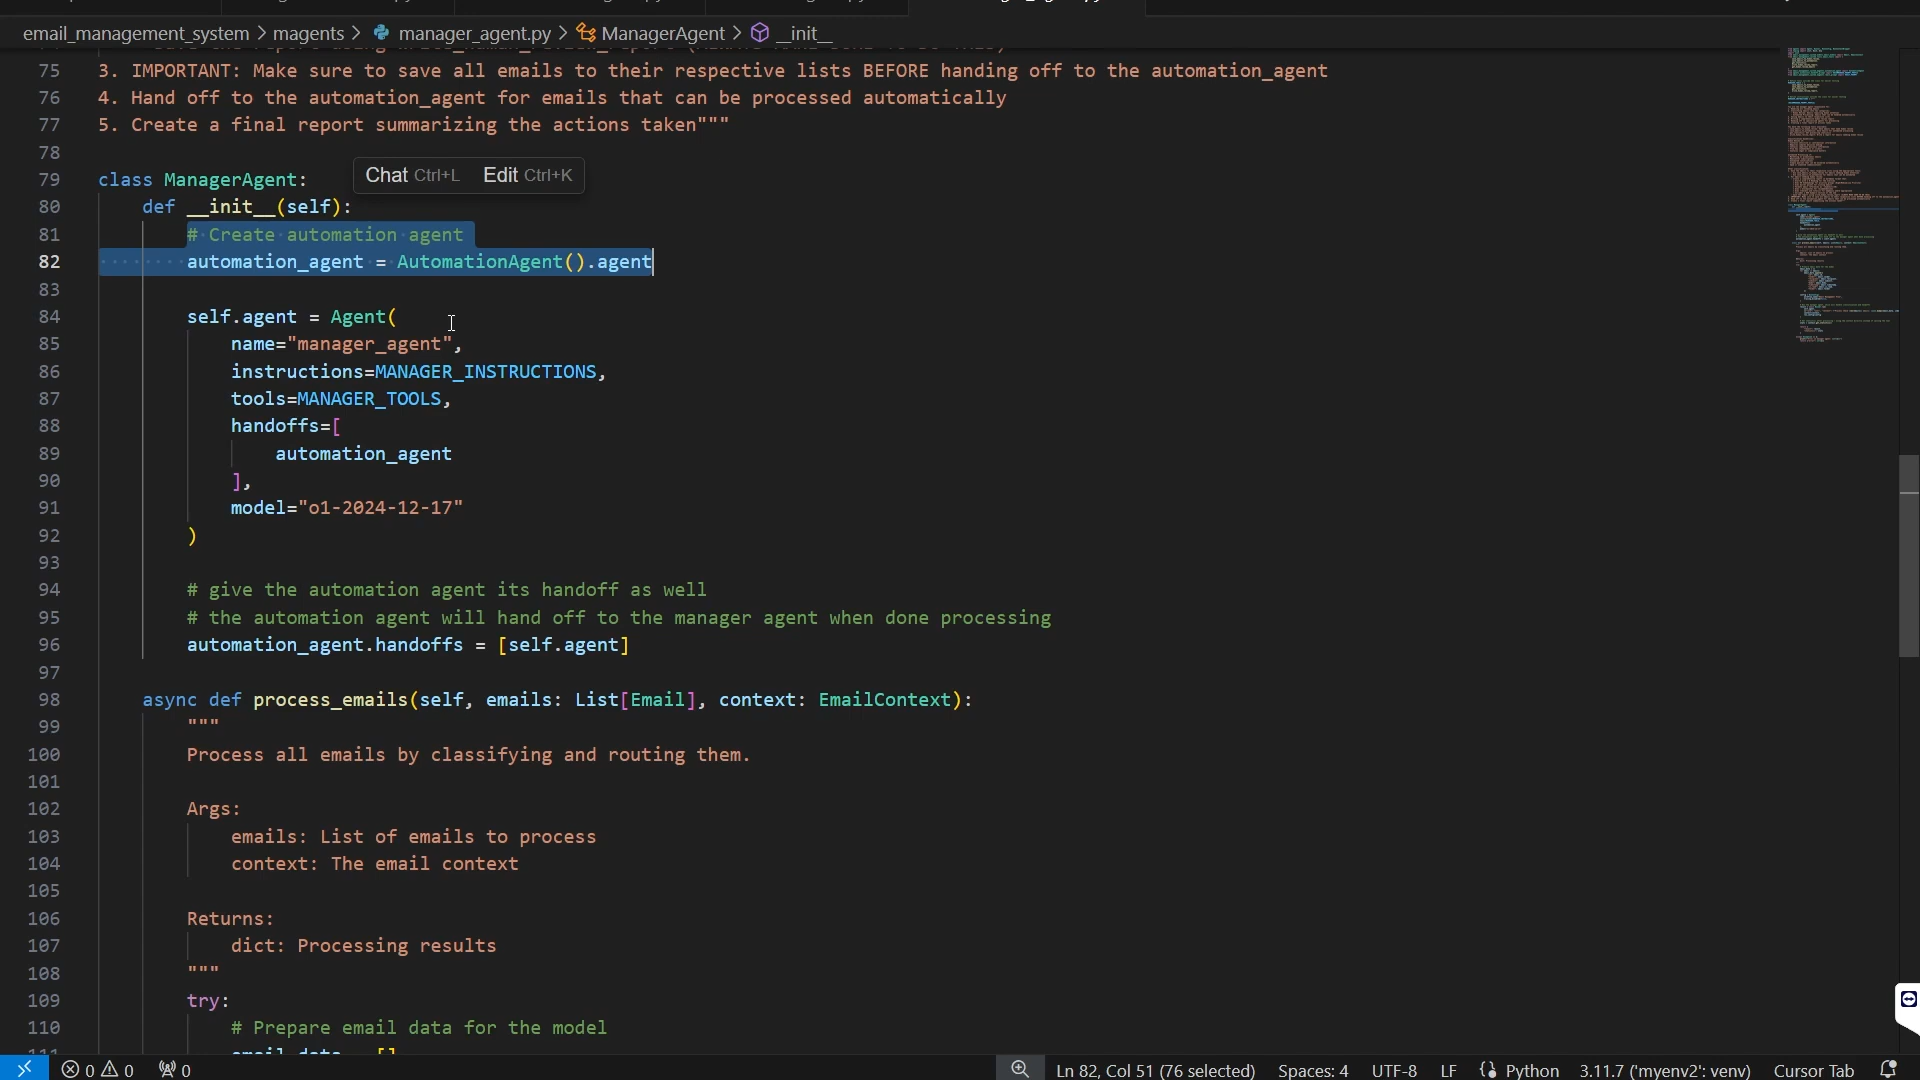 email_management_system > magents > manager_agent.py > ManagerAgent > __init__
75 3. IMPORTANT: Make sure to save all emails to their respective lists BEFORE handing off to the automation_agent
76 4. Hand off to the automation_agent for emails that can be processed automatically
77 5. Create a final report summarizing the actions taken"""
78
Chat Ctrl+L Edit Ctrl+K
79 class ManagerAgent:
80 def __init__(self):
81 # Create automation agent
82 automation_agent = AutomationAgent().agent
83
84 self.agent = Agent(
85 name="manager_agent",
86 instructions=MANAGER_INSTRUCTIONS,
87 tools=MANAGER_TOOLS,
88 handoffs=[
89 automation_agent
90 ],
91 model="o1-2024-12-17"
92 )
93
94 # give the automation agent its handoff as well
95 # the automation agent will hand off to the manager agent when done processing
96 automation_agent.handoffs = [self.agent]
97
98 async def process_emails(self, emails: List[Email], context: EmailContext):
99 """
100 Process all emails by classifying and routing them.
101
102 Args:
103 emails: List of emails to process
104 context: The email context
105
106 Returns:
107 dict: Processing results
108 """
109 try:
110 # Prepare email data for the model
0 0 0 Ln 82, Col 51 (76 selected) Spaces: 4 UTF-8 LF Python 3.11.7 ('myenv2': venv) Cursor Tab